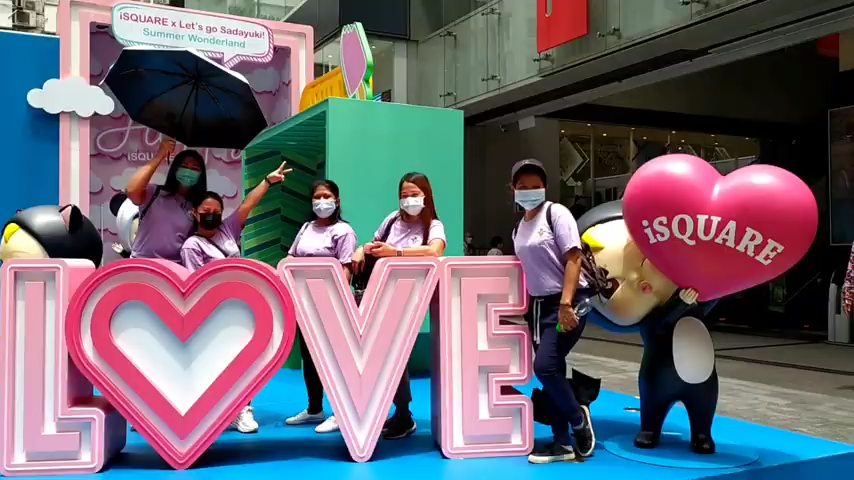 iSQUARE x Let's go Sadayuki!
Summer Wonderland
iSQUARE
LOVE
iSQUARE